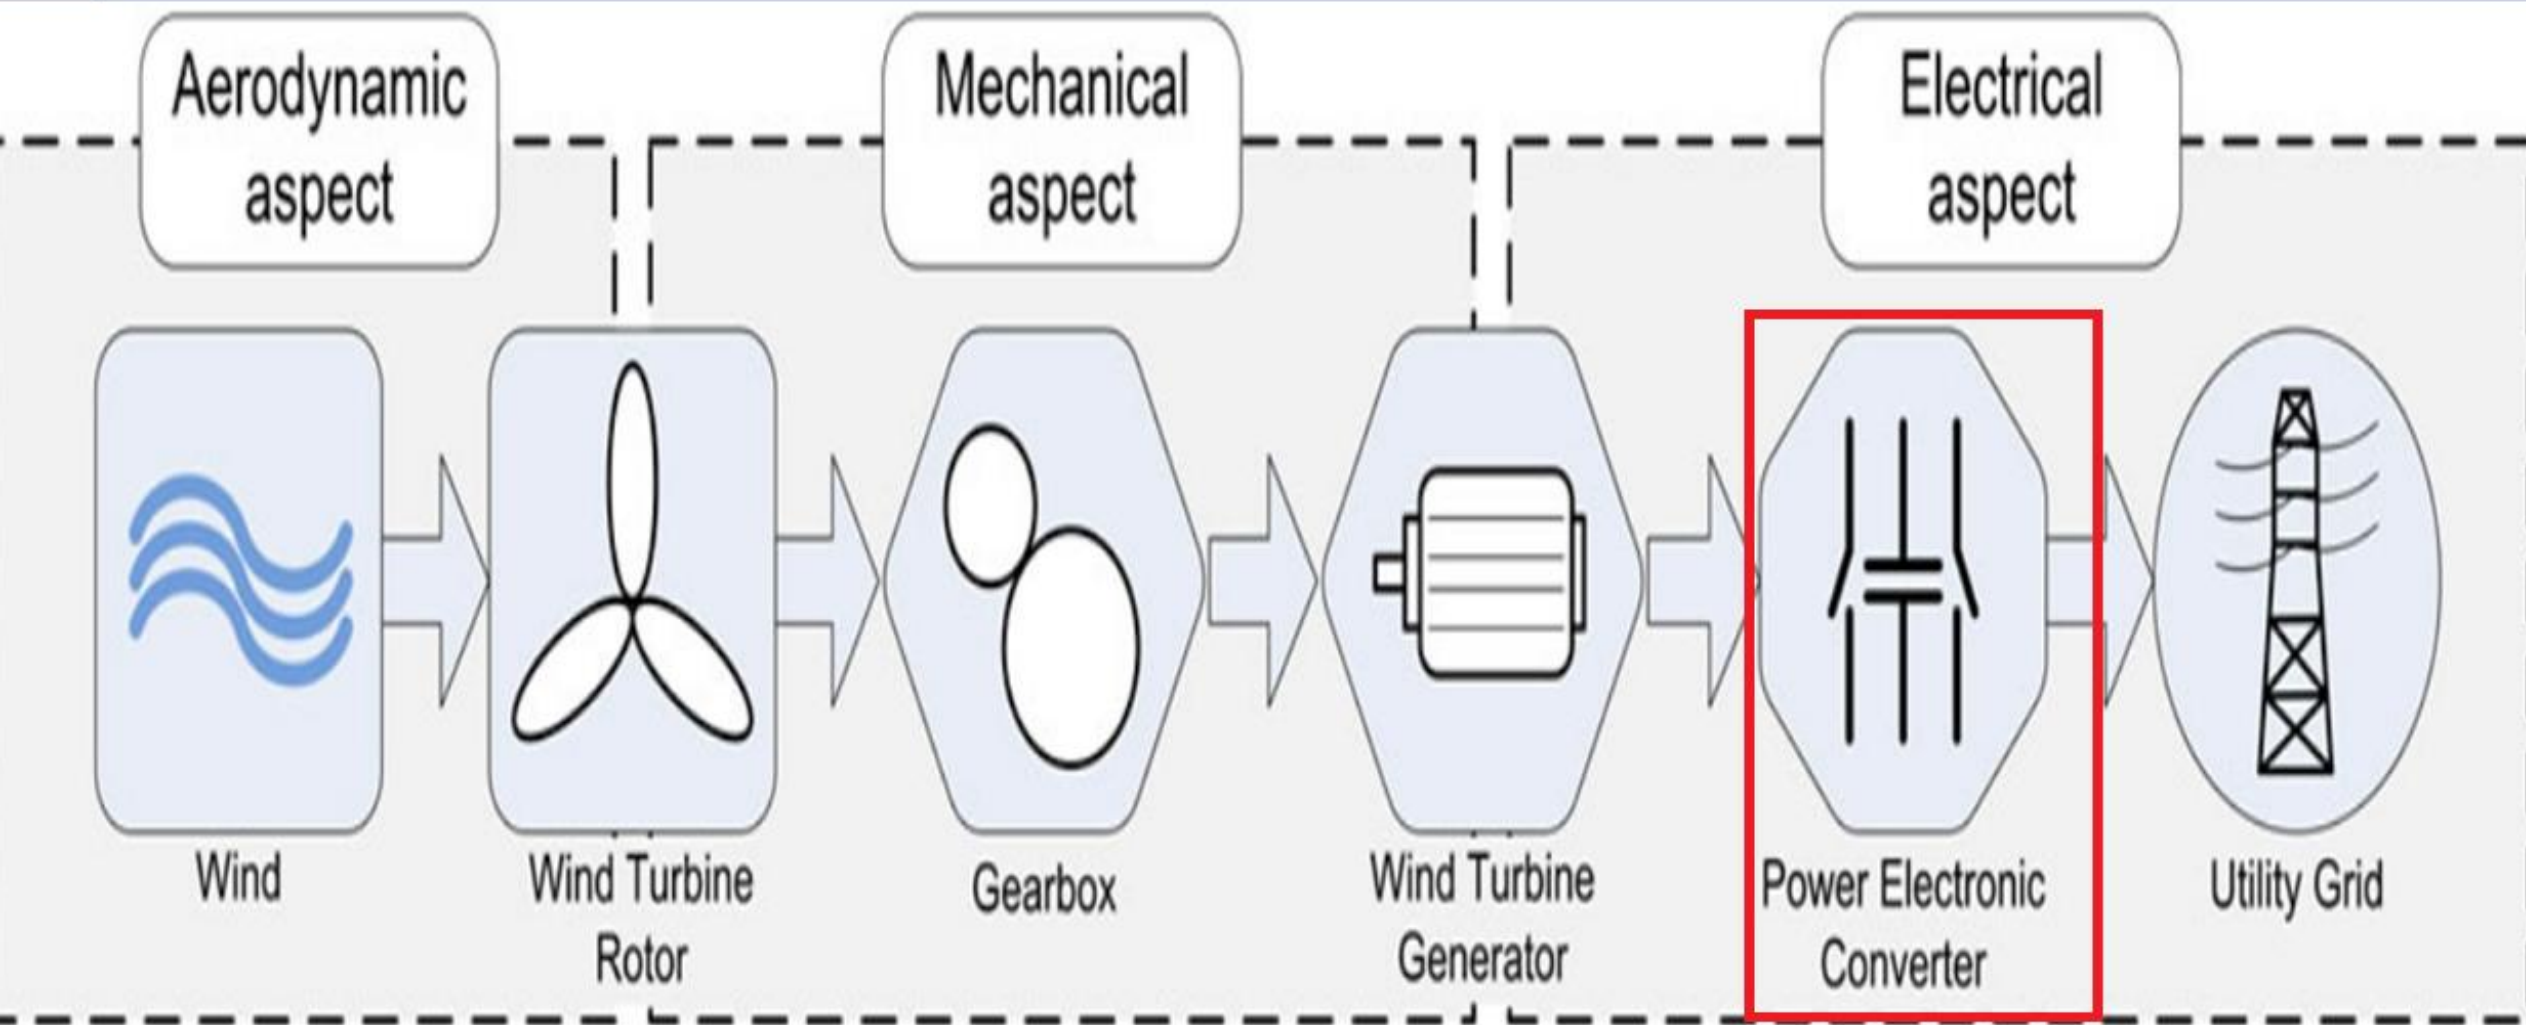 Aerodynamic
aspect
Mechanical
aspect
Electrical
aspect
Wind
Wind Turbine
Rotor
Gearbox
Wind Turbine
Generator
Power Electronic
Converter
Utility Grid